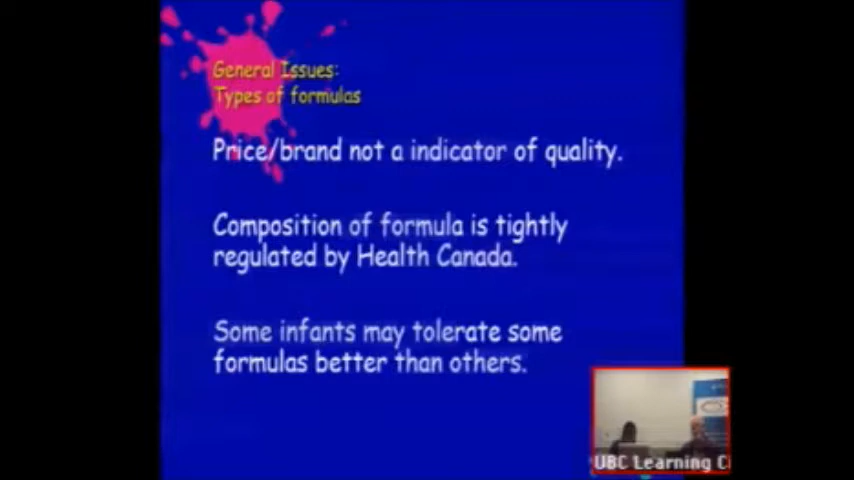 General Issues:
Types of formulas
Price/brand not a indicator of quality.
Composition of formula is tightly
regulated by Health Canada.
Some infants may tolerate some
formulas better than others.
UBC Learning Ci